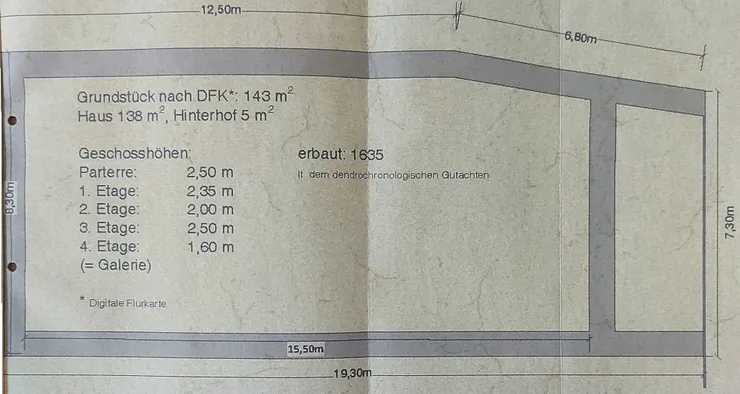 12,50m
6,80m
Grundstück nach DFK*: 143 m²
Haus 138 m², Hinterhof 5 m²
Geschosshöhen:
Parterre: 2,50 m
1. Etage: 2,35 m
2. Etage: 2,00 m
3. Etage: 2,50 m
4. Etage: 1,60 m
(= Galerie)
erbaut: 1635
lt. dem dendrochronologischen Gutachten
* Digitale Flurkarte
8,30m
7,30m
15,50m
19,30m